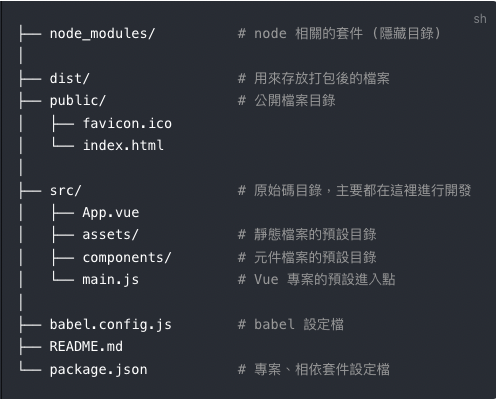 sh
├── node_modules/          # node 相關的套件 (隱藏目錄)
│
├── dist/                  # 用來存放打包後的檔案
├── public/                # 公開檔案目錄
│   ├── favicon.ico
│   └── index.html
│
├── src/                   # 原始碼目錄，主要都在這裡進行開發
│   ├── App.vue
│   ├── assets/            # 靜態檔案的預設目錄
│   ├── components/        # 元件檔案的預設目錄
│   └── main.js            # Vue 專案的預設進入點
│
├── babel.config.js        # babel 設定檔
├── README.md
└── package.json           # 專案、相依套件設定檔